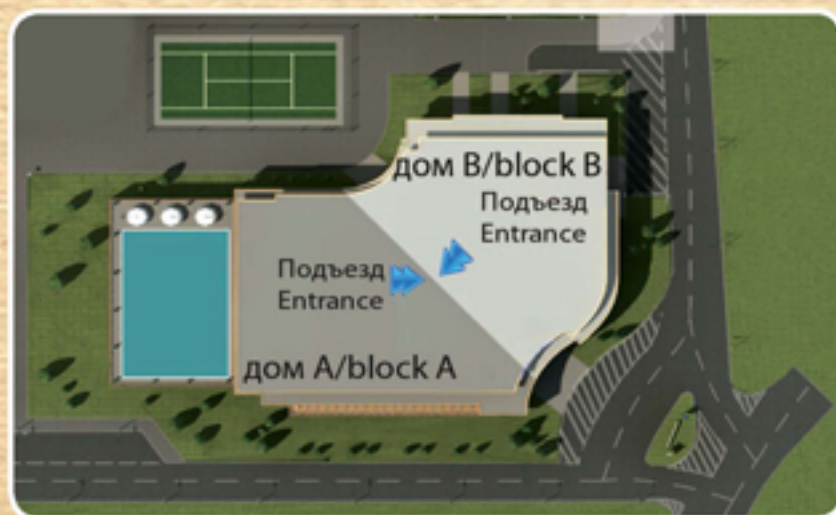 дом B/block B
Подъезд
Entrance
Подъезд
Entrance
дом A/block A